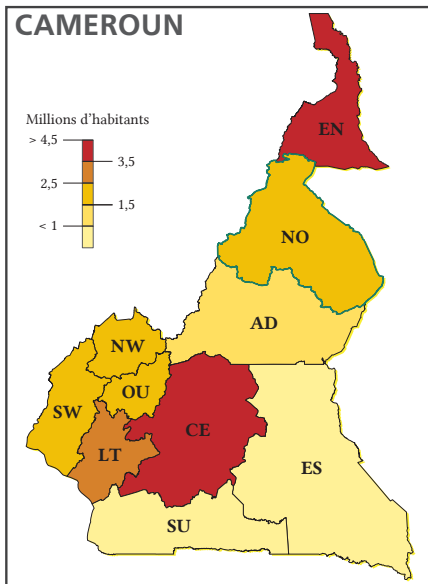 CAMEROUN
Millions d'habitants
> 4,5
3,5
2,5
1,5
< 1
EN
NO
AD
NW
OU
SW
CE
LT
ES
SU